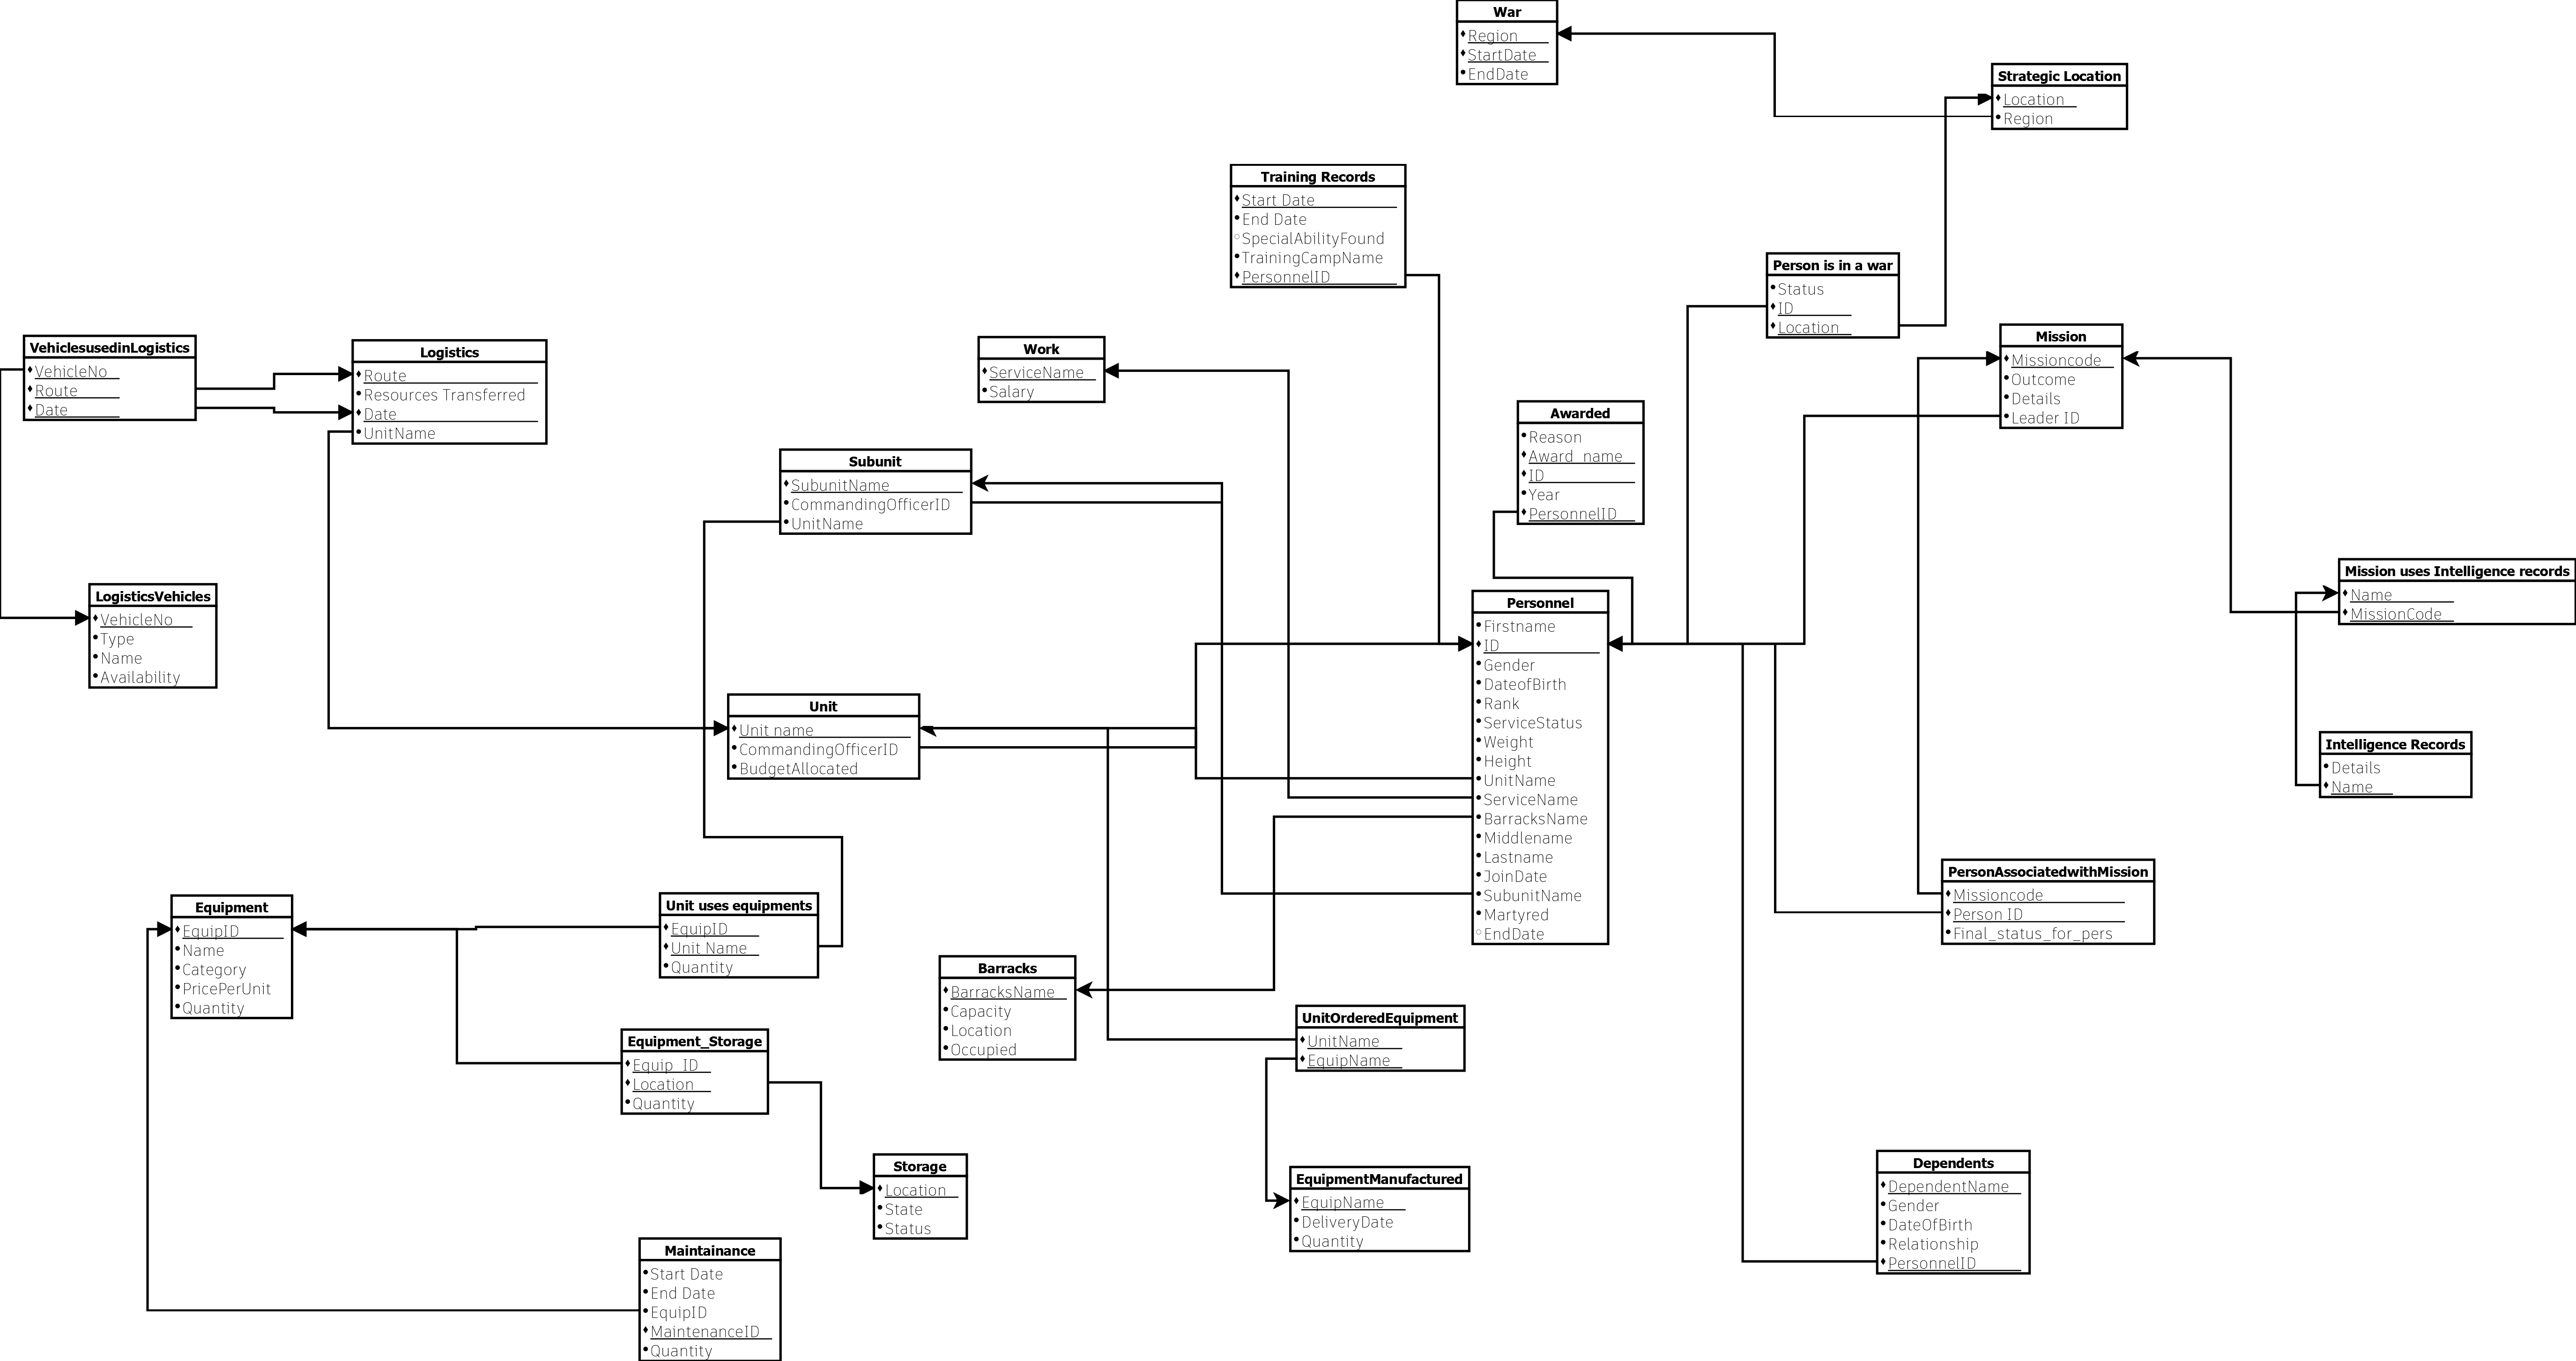 War
Region
StartDate
EndDate
Strategic Location
Location
Region
Training Records
Start Date
End Date
SpecialAbilityFound
TrainingCampName
PersonnelID
Person is in a war
Status
ID
Location
Mission
Missioncode
Outcome
Details
Leader ID
VehiclesusedinLogistics
VehicleNo
Route
Date
Logistics
Route
Resources Transferred
Date
UnitName
Work
ServiceName
Salary
Awarded
Reason
Award_name
ID
Year
PersonnelID
Subunit
SubunitName
CommandingOfficerID
UnitName
Mission uses Intelligence records
Name
MissionCode
LogisticsVehicles
VehicleNo
Type
Name
Availability
Personnel
Firstname
ID
Gender
DateofBirth
Rank
ServiceStatus
Weight
Height
UnitName
ServiceName
BarracksName
Middlename
Lastname
JoinDate
SubunitName
Martyred
EndDate
Unit
Unit name
CommandingOfficerID
BudgetAllocated
Intelligence Records
Details
Name
PersonAssociatedwithMission
Missioncode
Person ID
Final_status_for_pers
Equipment
EquipID
Name
Category
PricePerUnit
Quantity
Unit uses equipments
EquipID
Unit Name
Quantity
Barracks
BarracksName
Capacity
Location
Occupied
UnitOrderedEquipment
UnitName
EquipName
Equipment_Storage
Equip_ID
Location
Quantity
Storage
Location
State
Status
EquipmentManufactured
EquipName
DeliveryDate
Quantity
Dependents
DependentName
Gender
DateOfBirth
Relationship
PersonnelID
Maintainance
Start Date
End Date
EquipID
MaintenanceID
Quantity